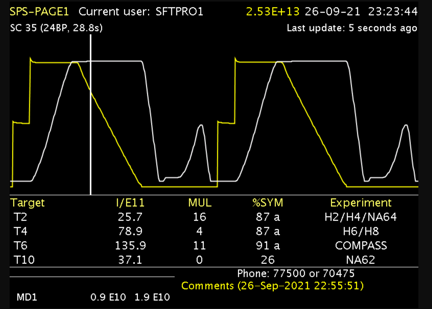 SPS-PAGE1 Current user: SFTPRO1 2.53E+13 26-09-21 23:23:44
SC 35 (24BP, 28.8s) Last update: 5 seconds ago
Target I/E11 MUL %SYM Experiment
T2 25.7 16 87 a H2/H4/NA64
T4 78.9 4 87 a H6/H8
T6 135.9 11 91 a COMPASS
T10 37.1 0 26 NA62
Phone: 77500 or 70475
Comments (26-Sep-2021 22:55:51)
MD1 0.9 E10 1.9 E10